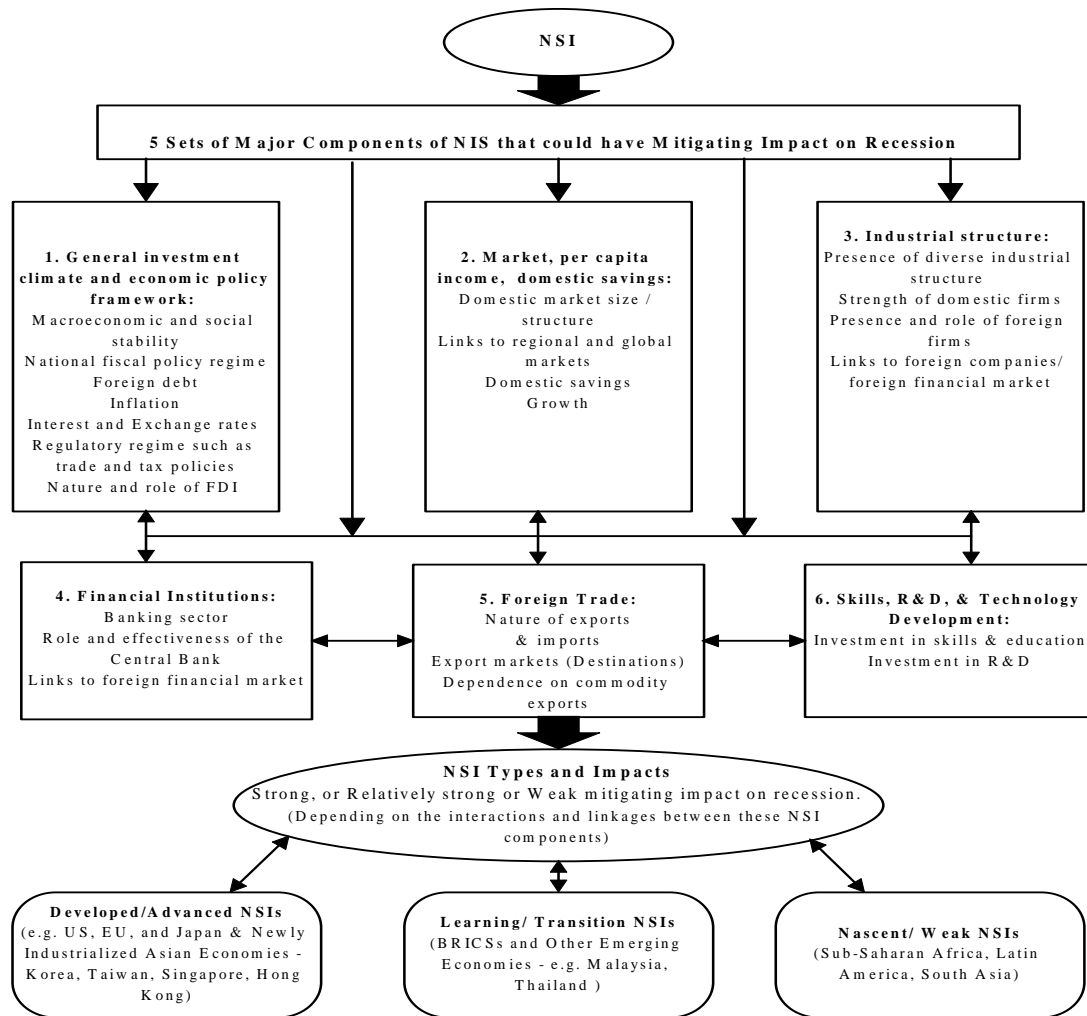 NSI
5 Sets of Major Components of NIS that could have Mitigating Impact on Recession
1. General investment
climate and economic policy
framework:
Macroeconomic and social
stability
National fiscal policy regime
Foreign debt
Inflation
Interest and Exchange rates
Regulatory regime such as
trade and tax policies
Nature and role of FDI
2. Market, per capita
income, domestic savings:
Domestic market size /
structure
Links to regional and global
markets
Domestic savings
Growth
3. Industrial structure:
Presence of diverse industrial
structure
Strength of domestic firms
Presence and role of foreign
firms
Links to foreign companies/
foreign financial market
4. Financial Institutions:
Banking sector
Role and effectiveness of the
Central Bank
Links to foreign financial market
5. Foreign Trade:
Nature of exports
& imports
Export markets (Destinations)
Dependence on commodity
exports
6. Skills, R&D, & Technology
Development:
Investment in skills & education
Investment in R&D
NSI Types and Impacts
Strong, or Relatively strong or Weak mitigating impact on recession.
(Depending on the interactions and linkages between these NSI
components)
Developed/Advanced NSIs
(e.g. US, EU, and Japan & Newly
Industrialized Asian Economies -
Korea, Taiwan, Singapore, Hong
Kong)
Learning/ Transition NSIs
(BRICSs and Other Emerging
Economies - e.g. Malaysia,
Thailand )
Nascent/ Weak NSIs
(Sub-Saharan Africa, Latin
America, South Asia)